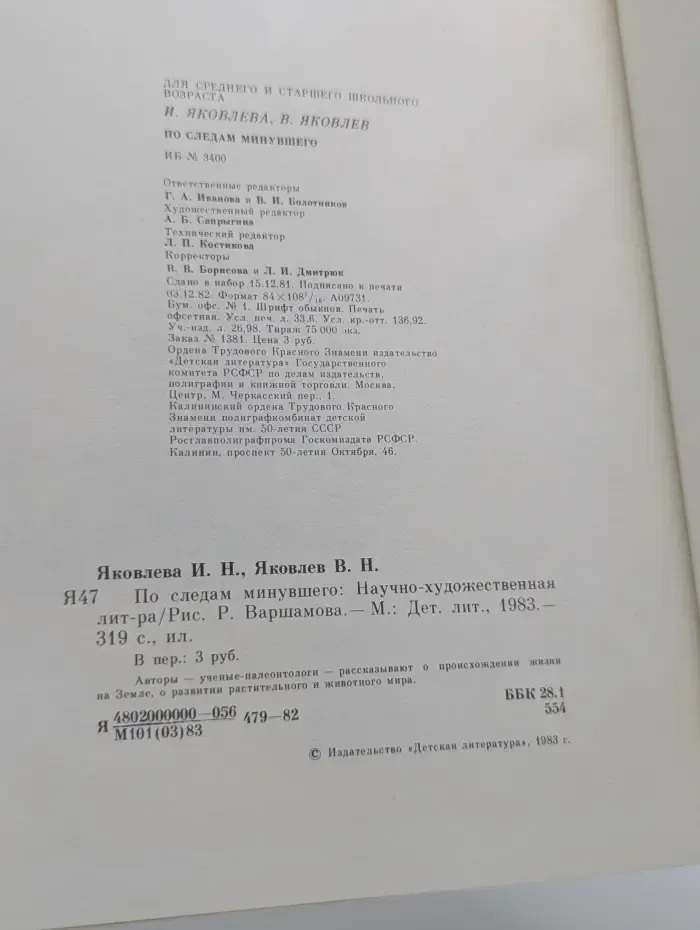 ДЛЯ СРЕДНЕГО И СТАРШЕГО ШКОЛЬНОГО
ВОЗРАСТА
И. ЯКОВЛЕВА, В. ЯКОВЛЕВ
ПО СЛЕДАМ МИНУВШЕГО
ИБ № 3400
Ответственные редакторы
Г. А. Иванова и В. И. Болотников
Художественный редактор
А. Б. Сапрыгина
Технический редактор
Л. П. Костикова
Корректоры
В. В. Борисова и Л. И. Дмитрюк
Сдано в набор 15.12.81. Подписано к печати
03.12.82. Формат 84×108¹/₁₆. А09731.
Бум. офс. № 1. Шрифт обыкнов. Печать
офсетная. Усл. печ. л. 33,6. Усл. кр.-отт. 136,92.
Уч.-изд. л. 26,98. Тираж 75 000 экз.
Заказ № 1381. Цена 3 руб.
Ордена Трудового Красного Знамени издательство
«Детская литература» Государственного
комитета РСФСР по делам издательств,
полиграфии и книжной торговли. Москва,
Центр, М. Черкасский пер., 1.
Калининский ордена Трудового Красного
Знамени полиграфкомбинат детской
литературы им. 50-летия СССР
Росглавполиграфпрома Госкомиздата РСФСР.
Калинин, проспект 50-летия Октября, 46.
Яковлева И. Н., Яковлев В. Н.
Я47 По следам минувшего: Научно-художественная
лит-ра/Рис. Р. Варшамова.— М.: Дет. лит., 1983.—
319 с., ил.
В пер.: 3 руб.
Авторы — ученые-палеонтологи — рассказывают о происхождении жизни
на Земле, о развитии растительного и животного мира.
Я 4802000000—056 479—82
М101(03)83
ББК 28.1
554
© Издательство «Детская литература», 1983 г.